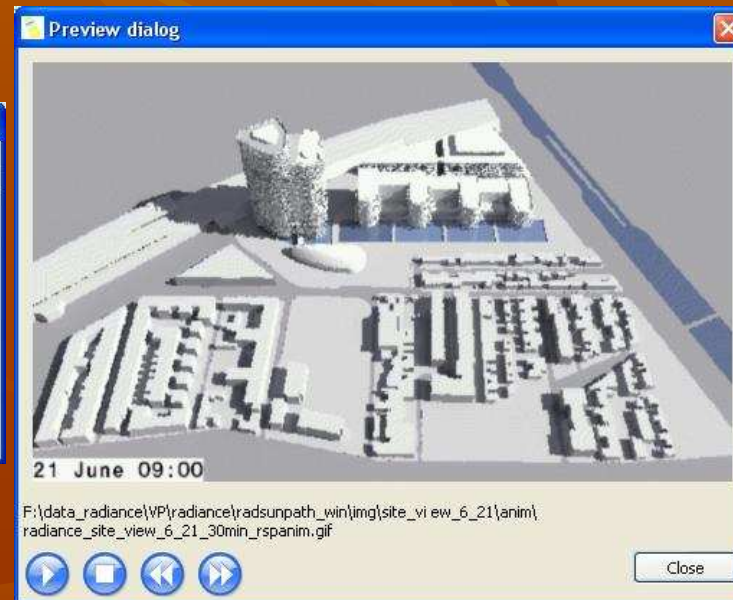 Preview dialog
21 June 09:00
F:\data_radiance\VP\radiance\radsunpath_win\img\site_vi ew_6_21\anim\
radiance_site_view_6_21_30min_rspanim.gif
Close